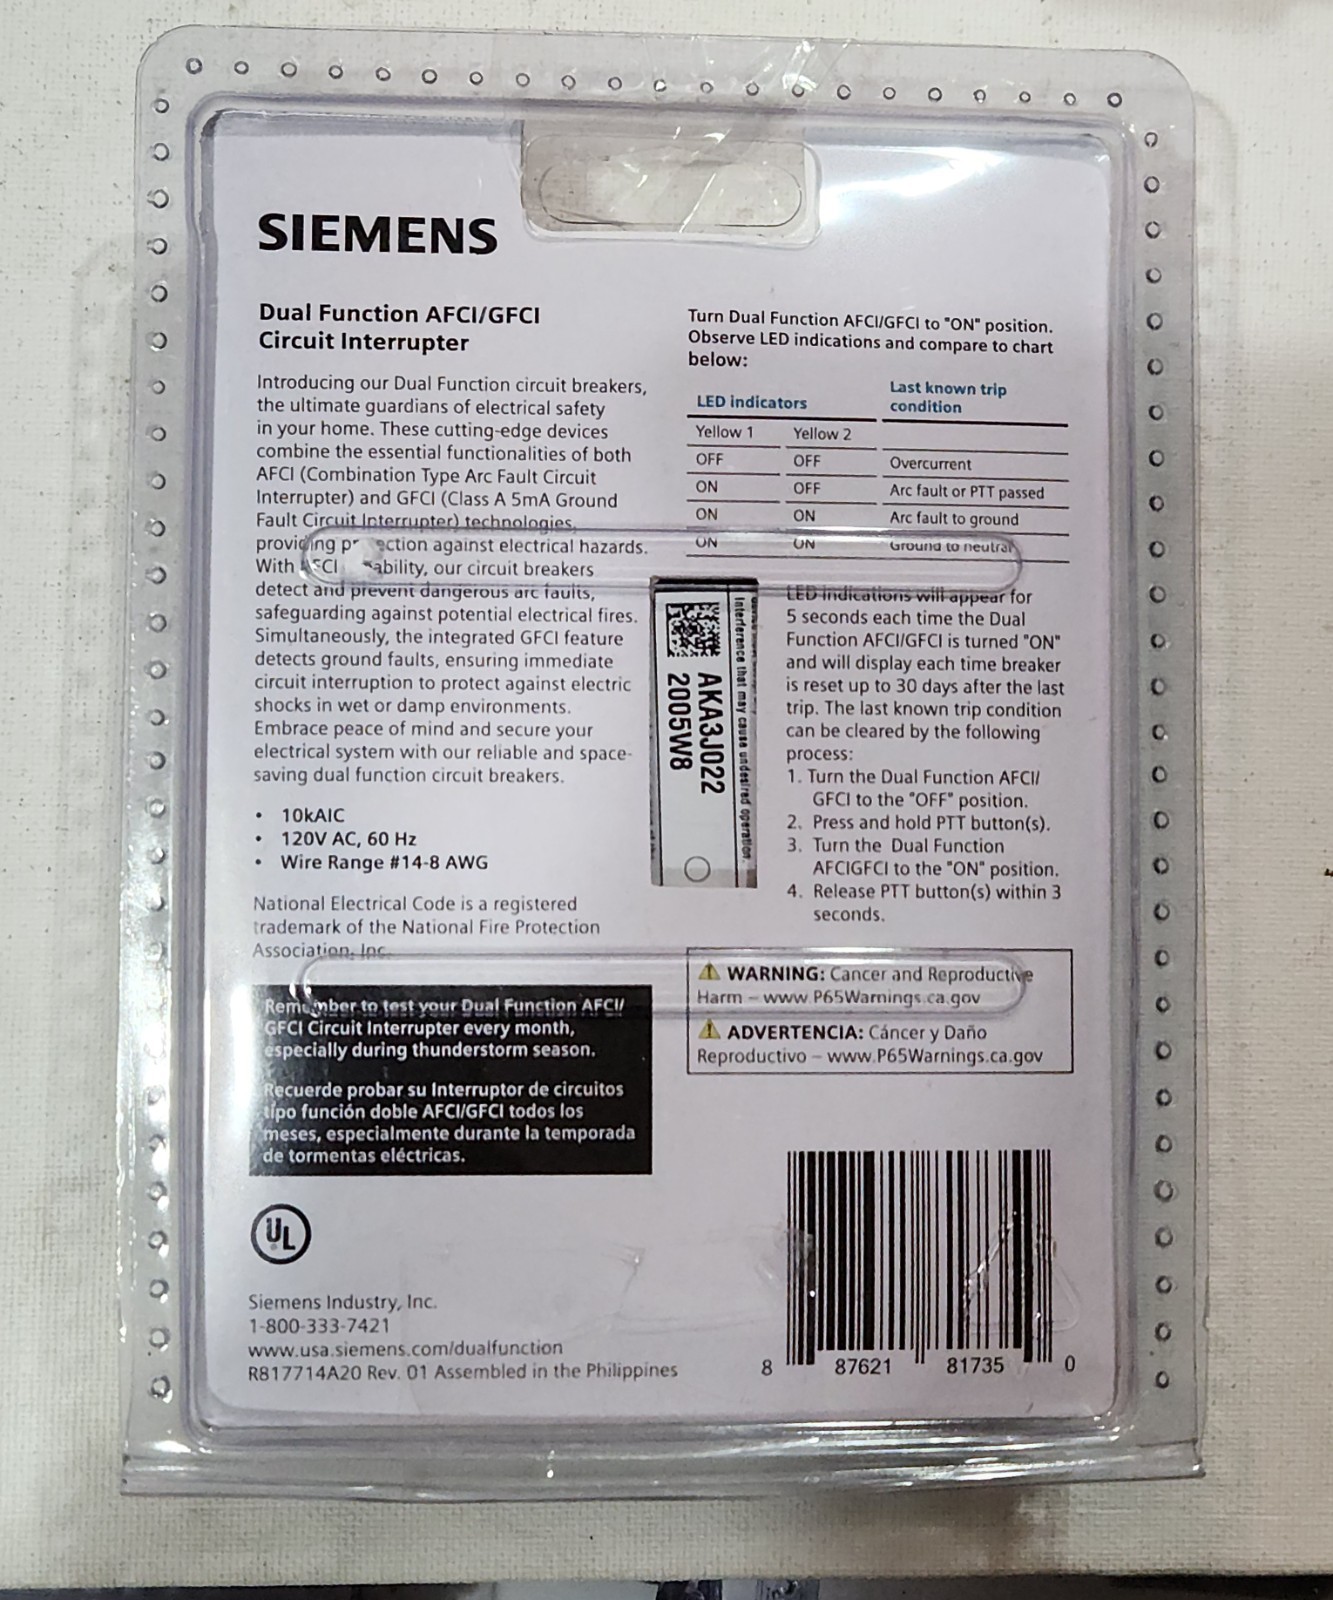 SIEMENS
Dual Function AFCI/GFCI
Circuit Interrupter
Introducing our Dual Function circuit breakers,
the ultimate guardians of electrical safety
in your home. These cutting-edge devices
combine the essential functionalities of both
AFCI (Combination Type Arc Fault Circuit
Interrupter) and GFCI (Class A 5mA Ground
Fault Circuit Interrupter) technologies,
providing against electrical hazards.
With our circuit breakers
detect and prevent dangerous arc faults,
safeguarding against potential electrical fires.
Simultaneously, the integrated GFCI feature
detects ground faults, ensuring immediate
circuit interruption to protect against electric
shocks in wet or damp environments.
Embrace peace of mind and secure your
electrical system with our reliable and space-
saving dual function circuit breakers.
• 10kAIC
• 120V AC, 60 Hz
• Wire Range #14-8 AWG
National Electrical Code is a registered
trademark of the National Fire Protection
Association, Inc.
Remember to test your Dual Function AFCI/
GFCI Circuit Interrupter every month,
especially during thunderstorm season.
Recuerde probar su Interruptor de circuitos
tipo función doble AFCI/GFCI todos los
meses, especialmente durante la temporada
de tormentas eléctricas.
UL
Siemens Industry, Inc.
1-800-333-7421
www.usa.siemens.com/dualfunction
R817714A20 Rev. 01 Assembled in the Philippines
Turn Dual Function AFCI/GFCI to "ON" position.
Observe LED indications and compare to chart
below:
LED indicators Last known trip
condition
Yellow 1 Yellow 2
OFF OFF Overcurrent
ON OFF Arc fault or PTT passed
ON ON Arc fault to ground
ON ON Ground to neutral
interference that may cause undesired operation.
AKA3J022
2005W8
LED indications will appear for
5 seconds each time the Dual
Function AFCI/GFCI is turned "ON"
and will display each time breaker
is reset up to 30 days after the last
trip. The last known trip condition
can be cleared by the following
process:
1. Turn the Dual Function AFCI/
GFCI to the "OFF" position.
2. Press and hold PTT button(s).
3. Turn the Dual Function
AFCIGFCI to the "ON" position.
4. Release PTT button(s) within 3
seconds.
WARNING: Cancer and Reproductive
Harm – www.P65Warnings.ca.gov
ADVERTENCIA: Cáncer y Daño
Reproductivo – www.P65Warnings.ca.gov
8 87621 81735 0